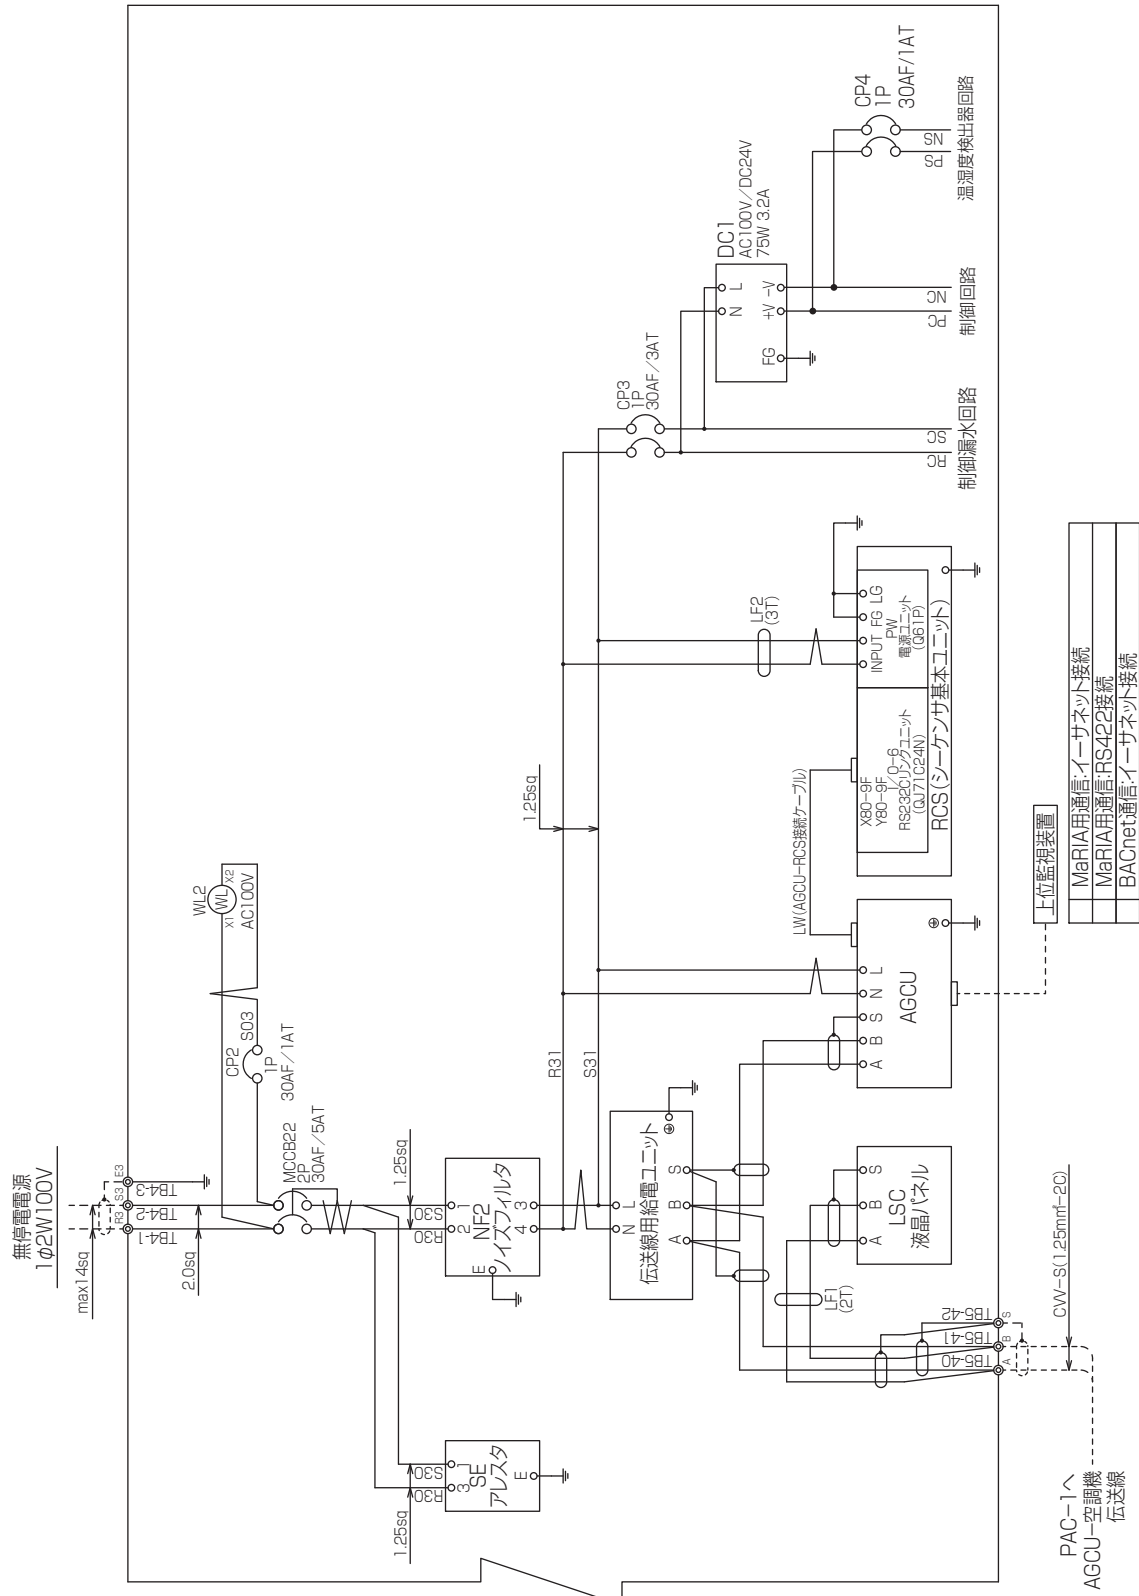 無停電電源
1φ2W100V
max14sq
R3
S3
E3
TB4-1
TB4-2
TB4-3
2.0sq
WL2
WL
X1
X2
AC100V
CP2
S03
1P
30AF/1AT
MCCB22
2P
30AF/5AT
1.25sq
R30
S30
2
1
NF2
ノイズフィルタ
E
4
3
1.25sq
R30
S30
3
1
SE
アレスタ
E
R31
S31
1.25sq
N
L
伝送線用給電ユニット
A
B
S
LSC
液晶パネル
A
B
S
LF1
(2T)
TB5-40
TB5-41
TB5-42
A
B
S
CVV-S(1.25mm²-2C)
PAC-1へ
AGCU-空調機
伝送線
AGCU
A
B
S
N
L
LW(AGCU-RCS接続ケーブル)
X80-9F
Y80-9F
I/O-6
RS232Cリンクユニット
(QJ71C24N)
INPUT
FG
LG
PW
電源ユニット
(Q61P)
RCS(シーケンサ基本ユニット)
LF2
(3T)
CP3
1P
30AF/3AT
RC
SC
制御漏水回路
DC1
AC100V/DC24V
75W 3.2A
N
L
FG
+V
-V
PC
NC
制御回路
CP4
1P
30AF/1AT
PS
NS
温湿度検出器回路
上位監視装置
MaRIA用通信:イーサネット接続
MaRIA用通信:RS422接続
BACnet通信:イーサネット接続